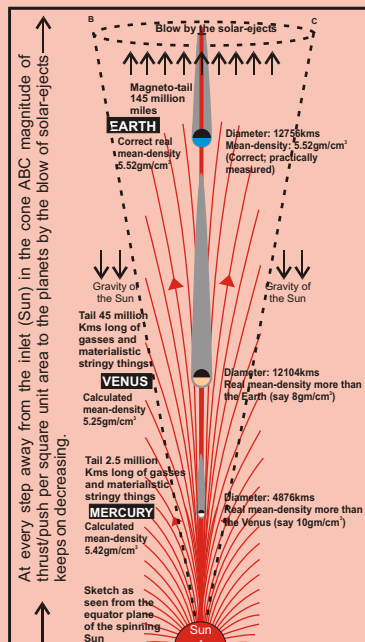 B
C
Blow by the solar-ejects
Magneto-tail
145 million
miles
EARTH
Correct real
mean-density
5.52gm/cm³
Diameter: 12756kms
Mean-density: 5.52gm/cm³
(Correct; practically
measured)
Gravity of
the Sun
Gravity of
the Sun
Tail 45 million
Kms long of
gasses and
materialistic
stringy things
VENUS
Calculated
mean-density
5.25gm/cm³
Diameter: 12104kms
Real mean-density more than
the Earth (say 8gm/cm³)
Tail 2.5 million
Kms long of gasses
and materialistic
stringy things
MERCURY
Calculated
mean-density
5.42gm/cm³
Diameter: 4876kms
Real mean-density more than
the Venus (say 10gm/cm³)
Sketch as
seen from the
equator plane
of the spinning
Sun
Sun
At every step away from the inlet (Sun) in the cone ABC magnitude of
thrust/push per square unit area to the planets by the blow of solar-ejects
keeps on decreasing.